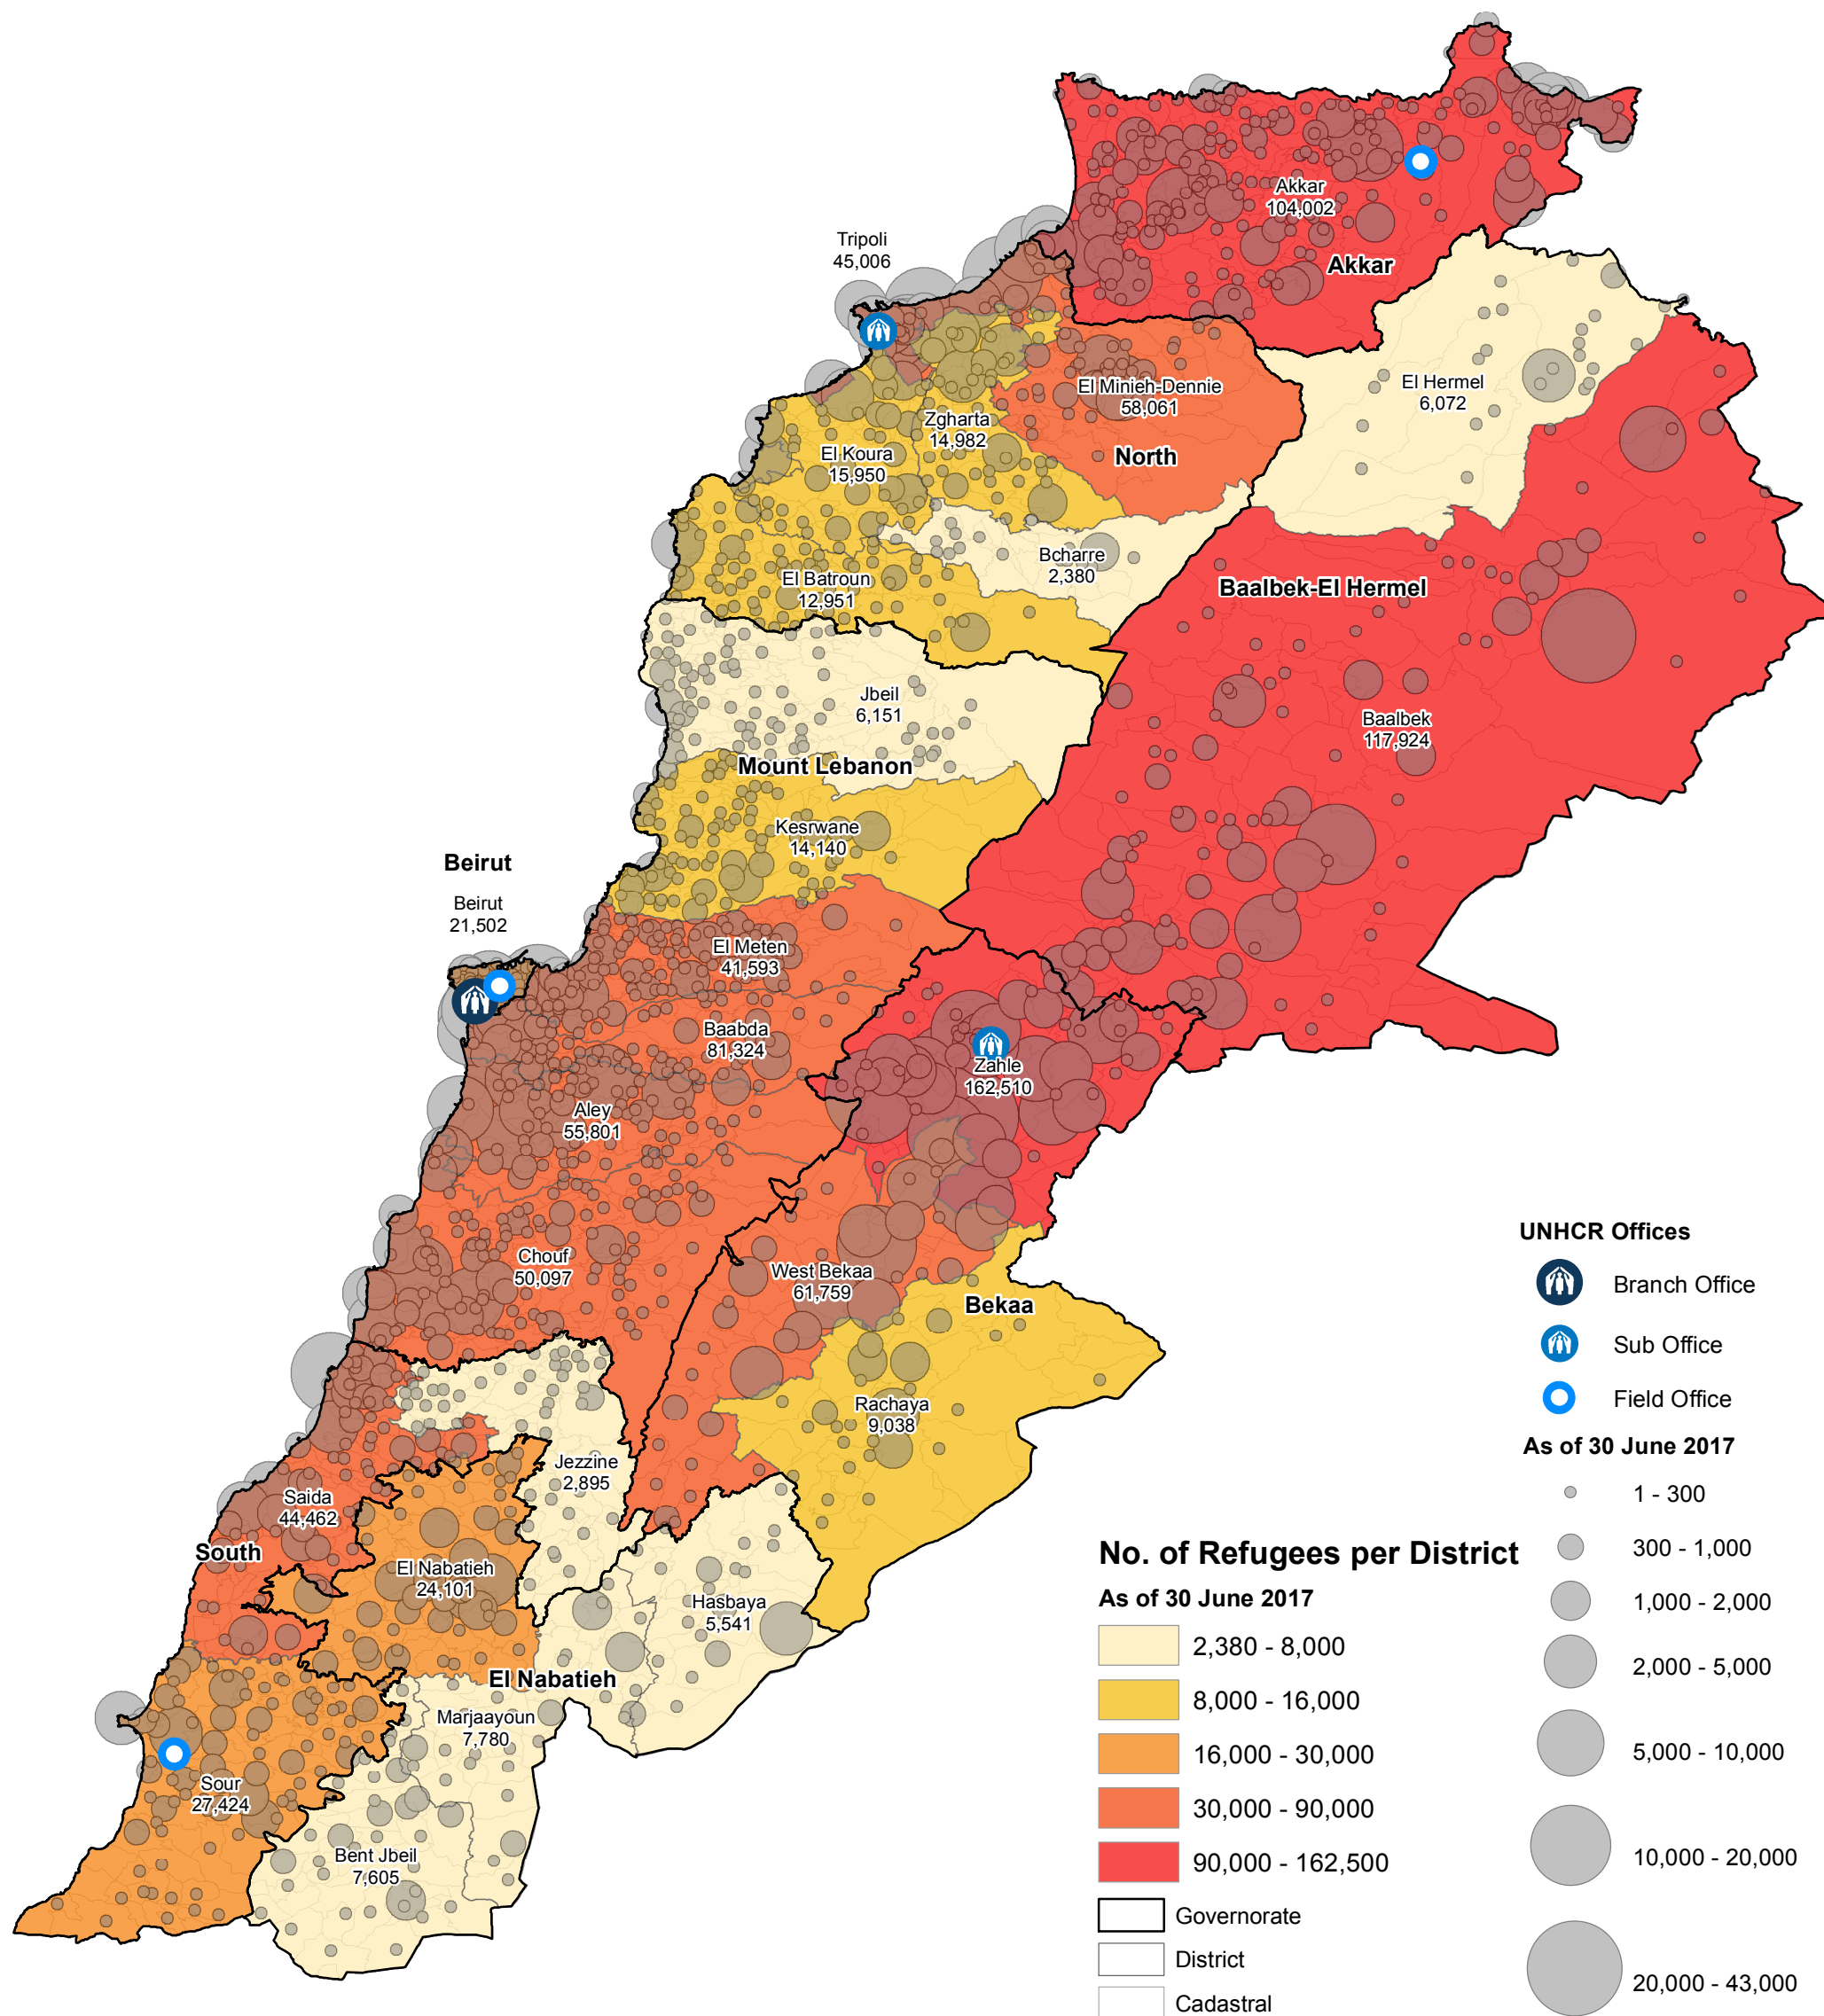 Akkar
104,002
Akkar
Tripoli
45,006
El Hermel
6,072
El Minieh-Dennie
58,061
Zgharta
14,982
North
El Koura
15,950
Bcharre
2,380
El Batroun
12,951
Baalbek-El Hermel
Jbeil
6,151
Baalbek
117,924
Mount Lebanon
Kesrwane
14,140
Beirut
Beirut
21,502
El Meten
41,593
Baabda
81,324
Zahle
162,510
Aley
55,801
Chouf
50,097
West Bekaa
61,759
Bekaa
Rachaya
9,038
Jezzine
2,895
Saida
44,462
South
El Nabatieh
24,101
Hasbaya
5,541
El Nabatieh
Marjaayoun
7,780
Sour
27,424
Bent Jbeil
7,605
UNHCR Offices
Branch Office
Sub Office
Field Office
As of 30 June 2017
1 - 300
300 - 1,000
1,000 - 2,000
2,000 - 5,000
5,000 - 10,000
10,000 - 20,000
20,000 - 43,000
No. of Refugees per District
As of 30 June 2017
2,380 - 8,000
8,000 - 16,000
16,000 - 30,000
30,000 - 90,000
90,000 - 162,500
Governorate
District
Cadastral